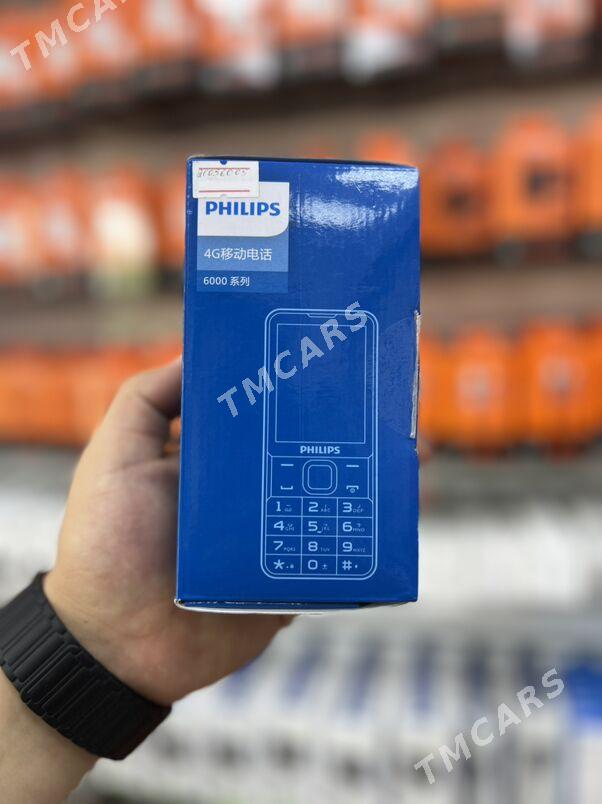 TMCARS
PHILIPS
4G移动电话
6000 系列
TMCARS
PHILIPS
1 2 ABC 3 DEF
4 GHI 5 JKL 6 MNO
7 PQRS 8 TUV 9 WXYZ
* 0 ± #
TMCARS